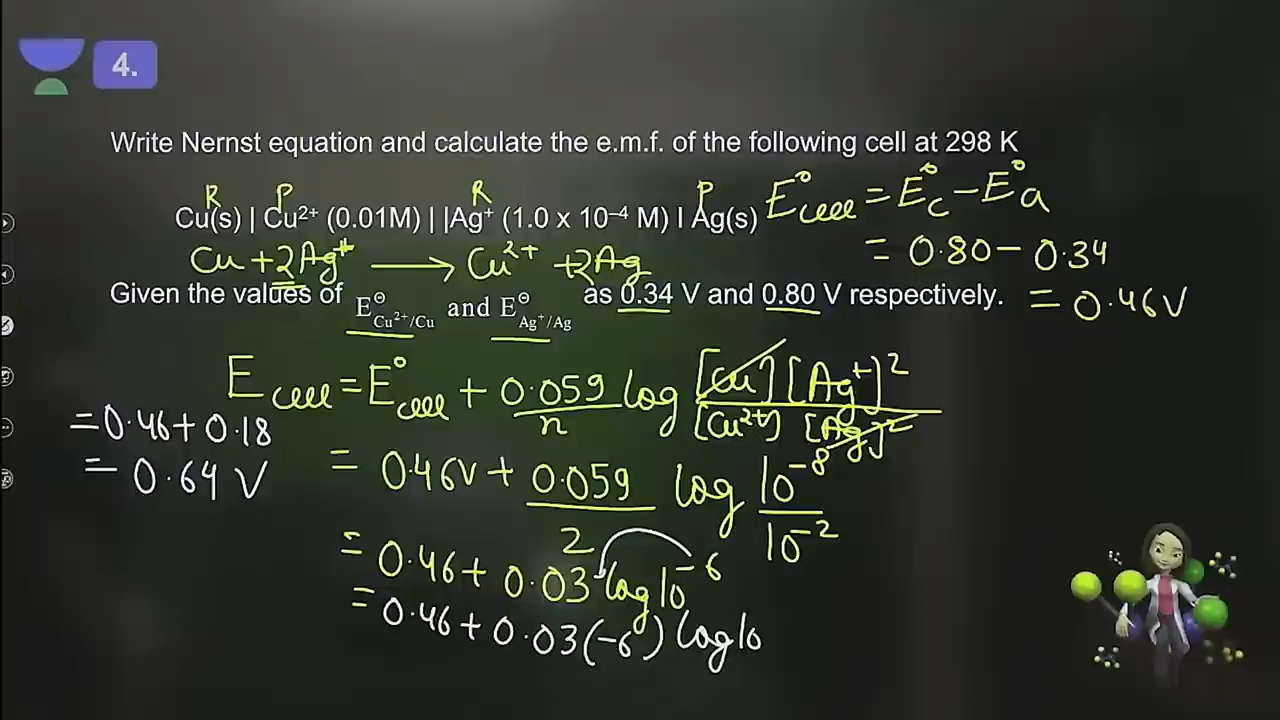 4.
Write Nernst equation and calculate the e.m.f. of the following cell at 298 K
R P R P
Cu(s) | Cu²⁺ (0.01M) | |Ag⁺ (1.0 x 10⁻⁴ M) I Ag(s)
E°cell = E°c − E°a
Cu + 2Ag⁺ ⟶ Cu²⁺ + 2Ag
= 0.80 − 0.34
Given the values of E⊖Cu²⁺/Cu and E⊖Ag⁺/Ag as 0.34 V and 0.80 V respectively.
= 0.46V
Ecell = E°cell + 0.059/n log [Cu][Ag⁺]²/[Cu²⁺][Ag]²
= 0.46V + 0.059/2 log 10⁻⁸/10⁻²
= 0.46 + 0.03 log10⁻⁶
= 0.46 + 0.03(−6) log10
= 0.46 + 0.18
= 0.64 V